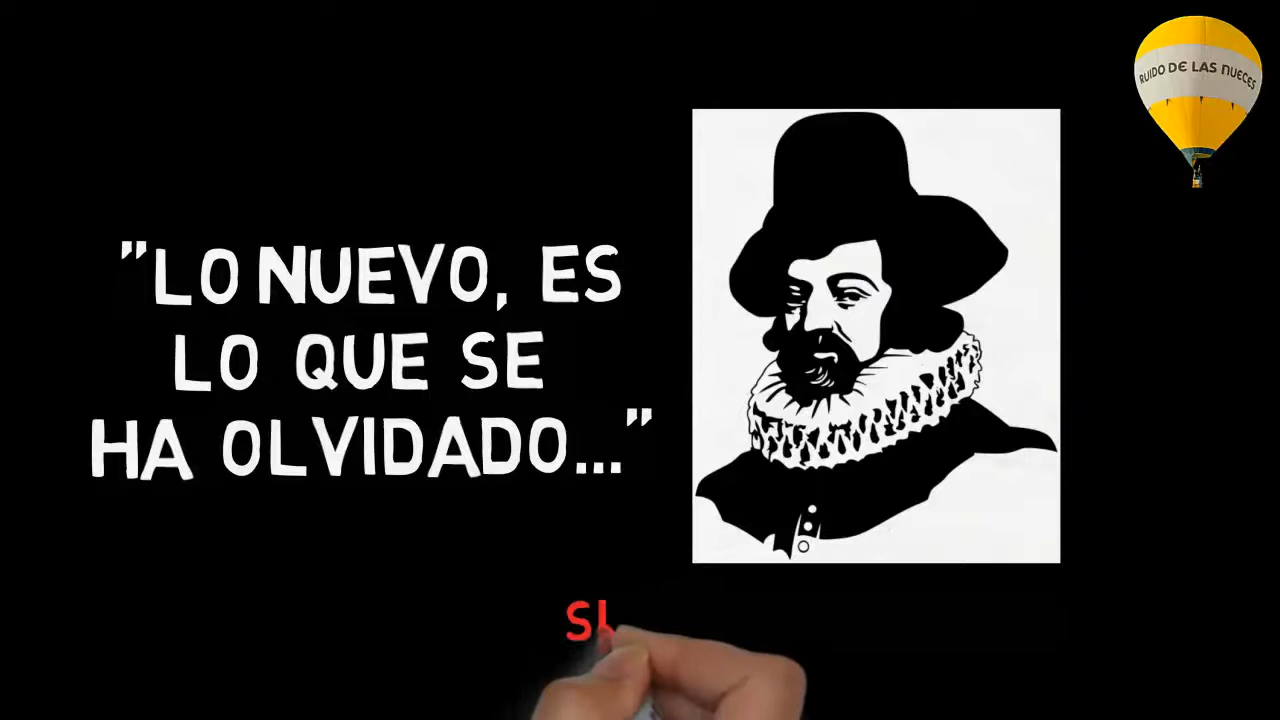 RUIDO DE LAS NUECES
"LO NUEVO, ES
LO QUE SE
HA OLVIDADO..."